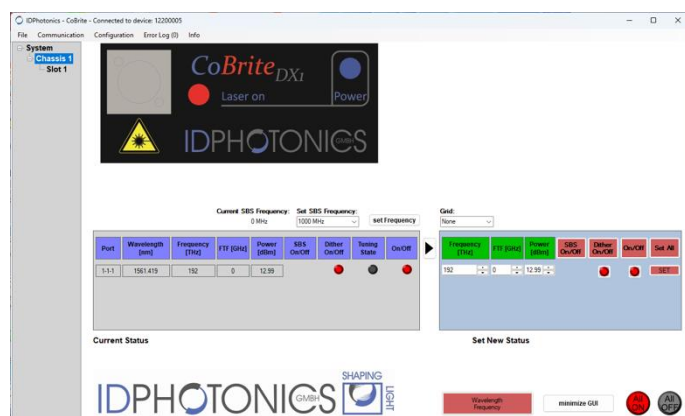 IDPhotonics - CoBrite - Connected to device: 12200005
File Communication Configuration Error Log (0) Info
System
Chassis 1
Slot 1
CoBrite DX1
Laser on Power
IDPHOTONICS GMBH
Current SBS Frequency: Set SBS Frequency: Grid:
0 MHz 1000 MHz set Frequency None
Port Wavelength [nm] Frequency [THz] FTF [GHz] Power [dBm] SBS On/Off Dither On/Off Tuning State On/Off Frequency [THz] FTF [GHz] Power [dBm] SBS On/Off Dither On/Off On/Off Set All
1-1-1 1561.419 192 0 12.99 192 0 12.99 SET
Current Status Set New Status
IDPHOTONICS GMBH SHAPING LIGHT
Wavelength Frequency minimize GUI All ON All OFF